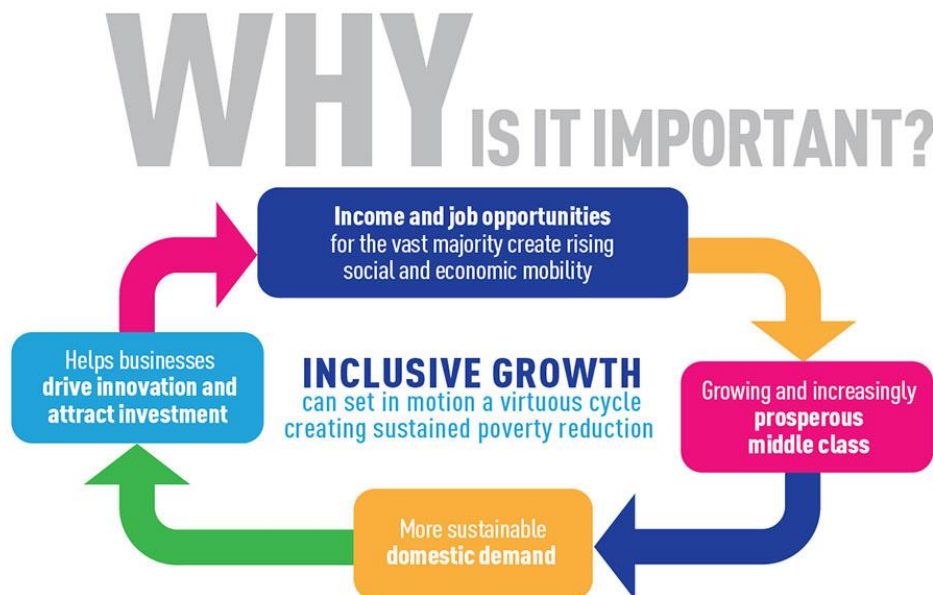 WHY IS IT IMPORTANT?
Income and job opportunities
for the vast majority create rising
social and economic mobility
Growing and increasingly
prosperous
middle class
More sustainable
domestic demand
Helps businesses
drive innovation and
attract investment
INCLUSIVE GROWTH
can set in motion a virtuous cycle
creating sustained poverty reduction